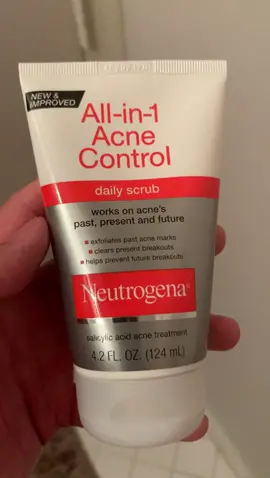 NEW &
IMPROVED
All-in-1
Acne
Control
daily scrub
works on acne's
past, present and future
exfoliates past acne marks
clears present breakouts
helps prevent future breakouts
Neutrogena®
salicylic acid acne treatment
4.2 FL. OZ. (124 mL)